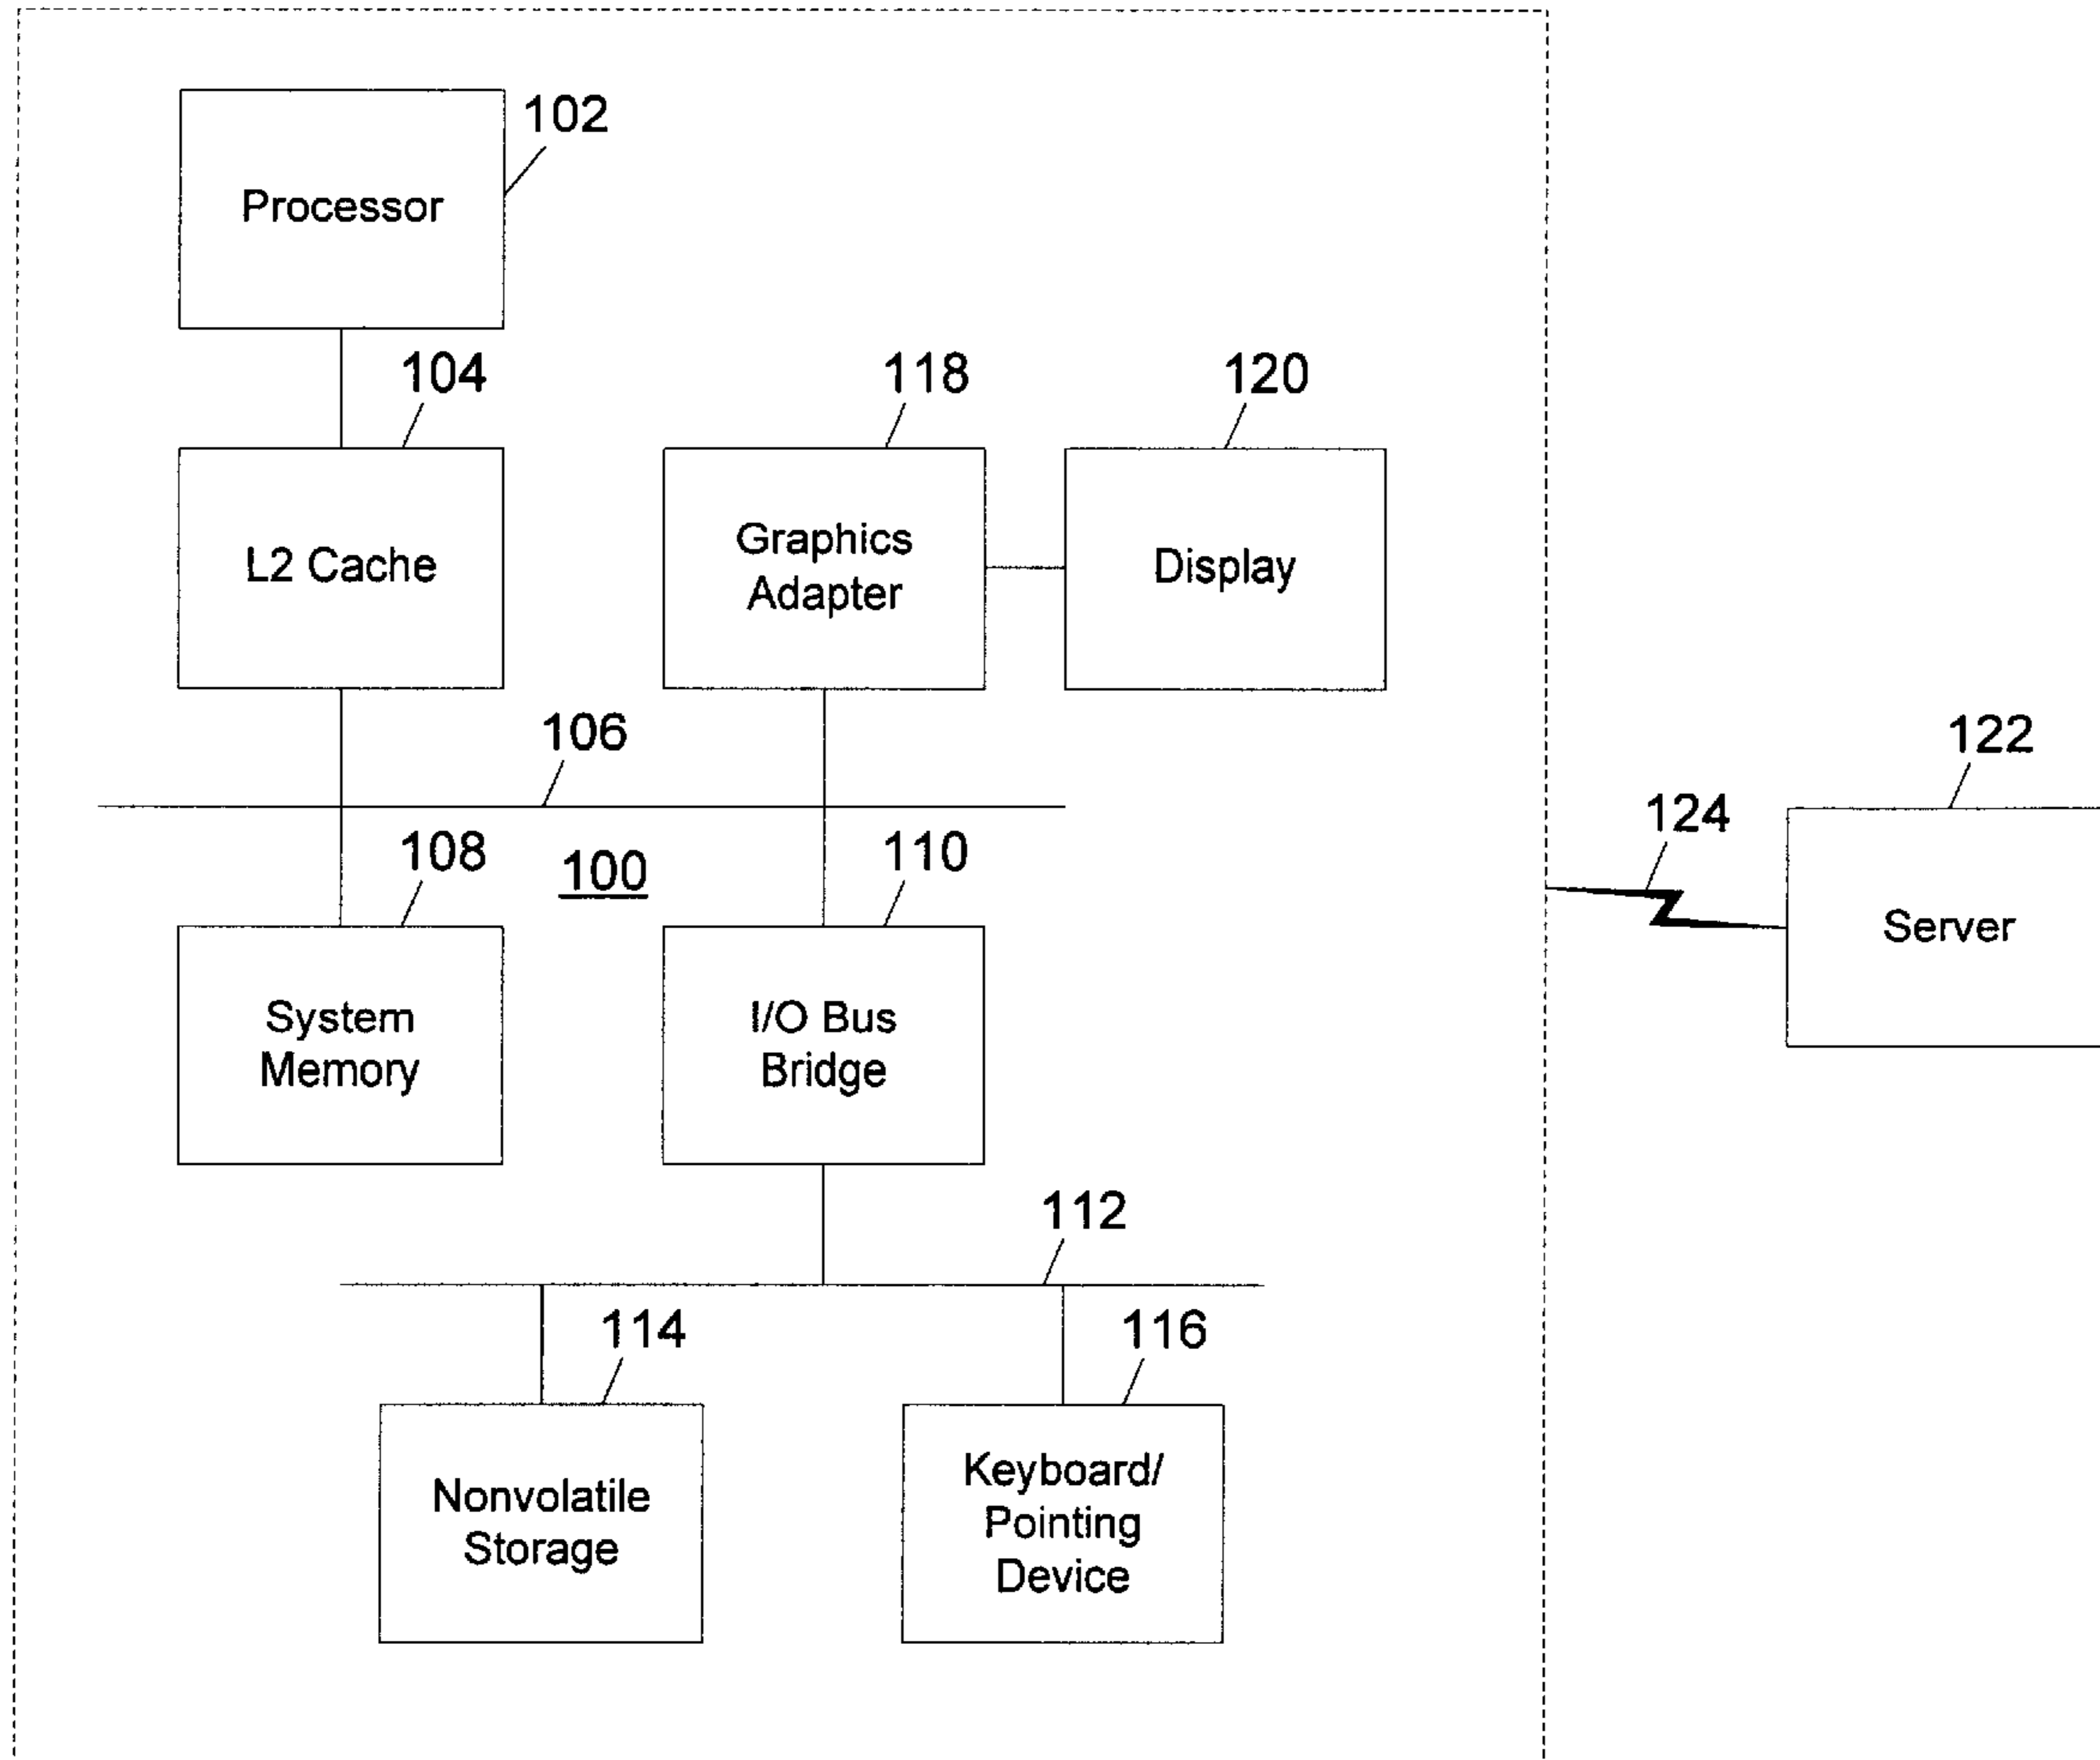 102
Processor
104
118
120
L2 Cache
Graphics
Adapter
Display
106
122
124
108
100
110
Server
System
Memory
I/O Bus
Bridge
112
114
116
Nonvolatile
Storage
Keyboard/
Pointing
Device